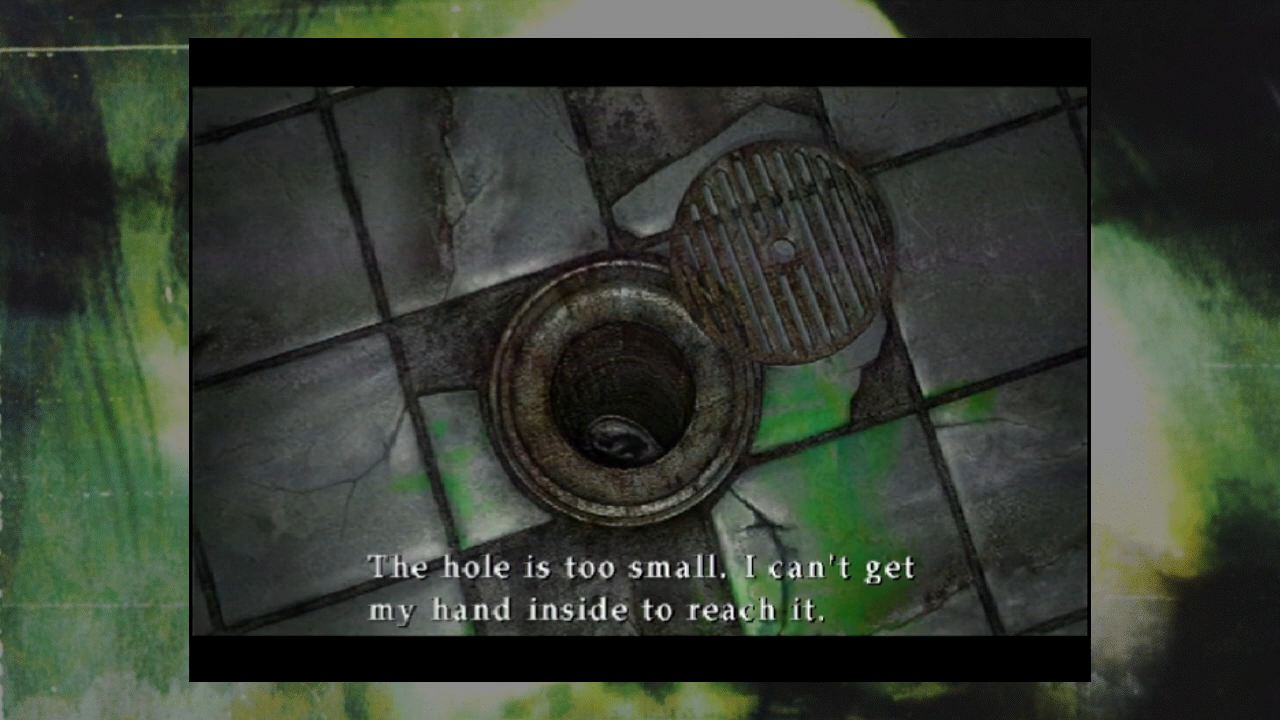 The hole is too small. I can't get
my hand inside to reach it.